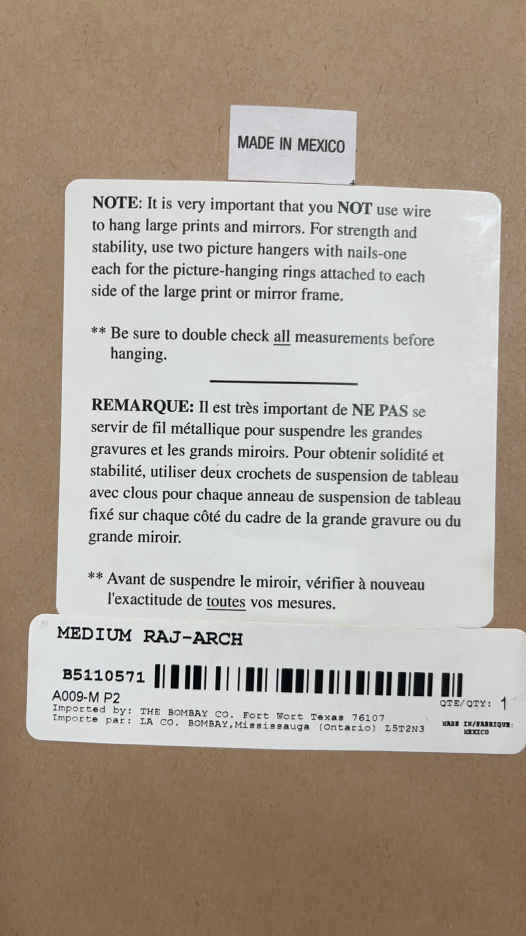 MADE IN MEXICO
NOTE: It is very important that you NOT use wire
to hang large prints and mirrors. For strength and
stability, use two picture hangers with nails-one
each for the picture-hanging rings attached to each
side of the large print or mirror frame.
** Be sure to double check all measurements before
hanging.
REMARQUE: Il est très important de NE PAS se
servir de fil métallique pour suspendre les grandes
gravures et les grands miroirs. Pour obtenir solidité et
stabilité, utiliser deux crochets de suspension de tableau
avec clous pour chaque anneau de suspension de tableau
fixé sur chaque côté du cadre de la grande gravure ou du
grande miroir.
** Avant de suspendre le miroir, vérifier à nouveau
l'exactitude de toutes vos mesures.
MEDIUM RAJ-ARCH
B5110571
A009-M P2
QTE/QTY: 1
Imported by: THE BOMBAY CO. Fort Wort Texas 76107
Importe par: LA CO. BOMBAY,Mississauga (Ontario) L5T2N3
MADE IN/FABRIQUE:
MEXICO